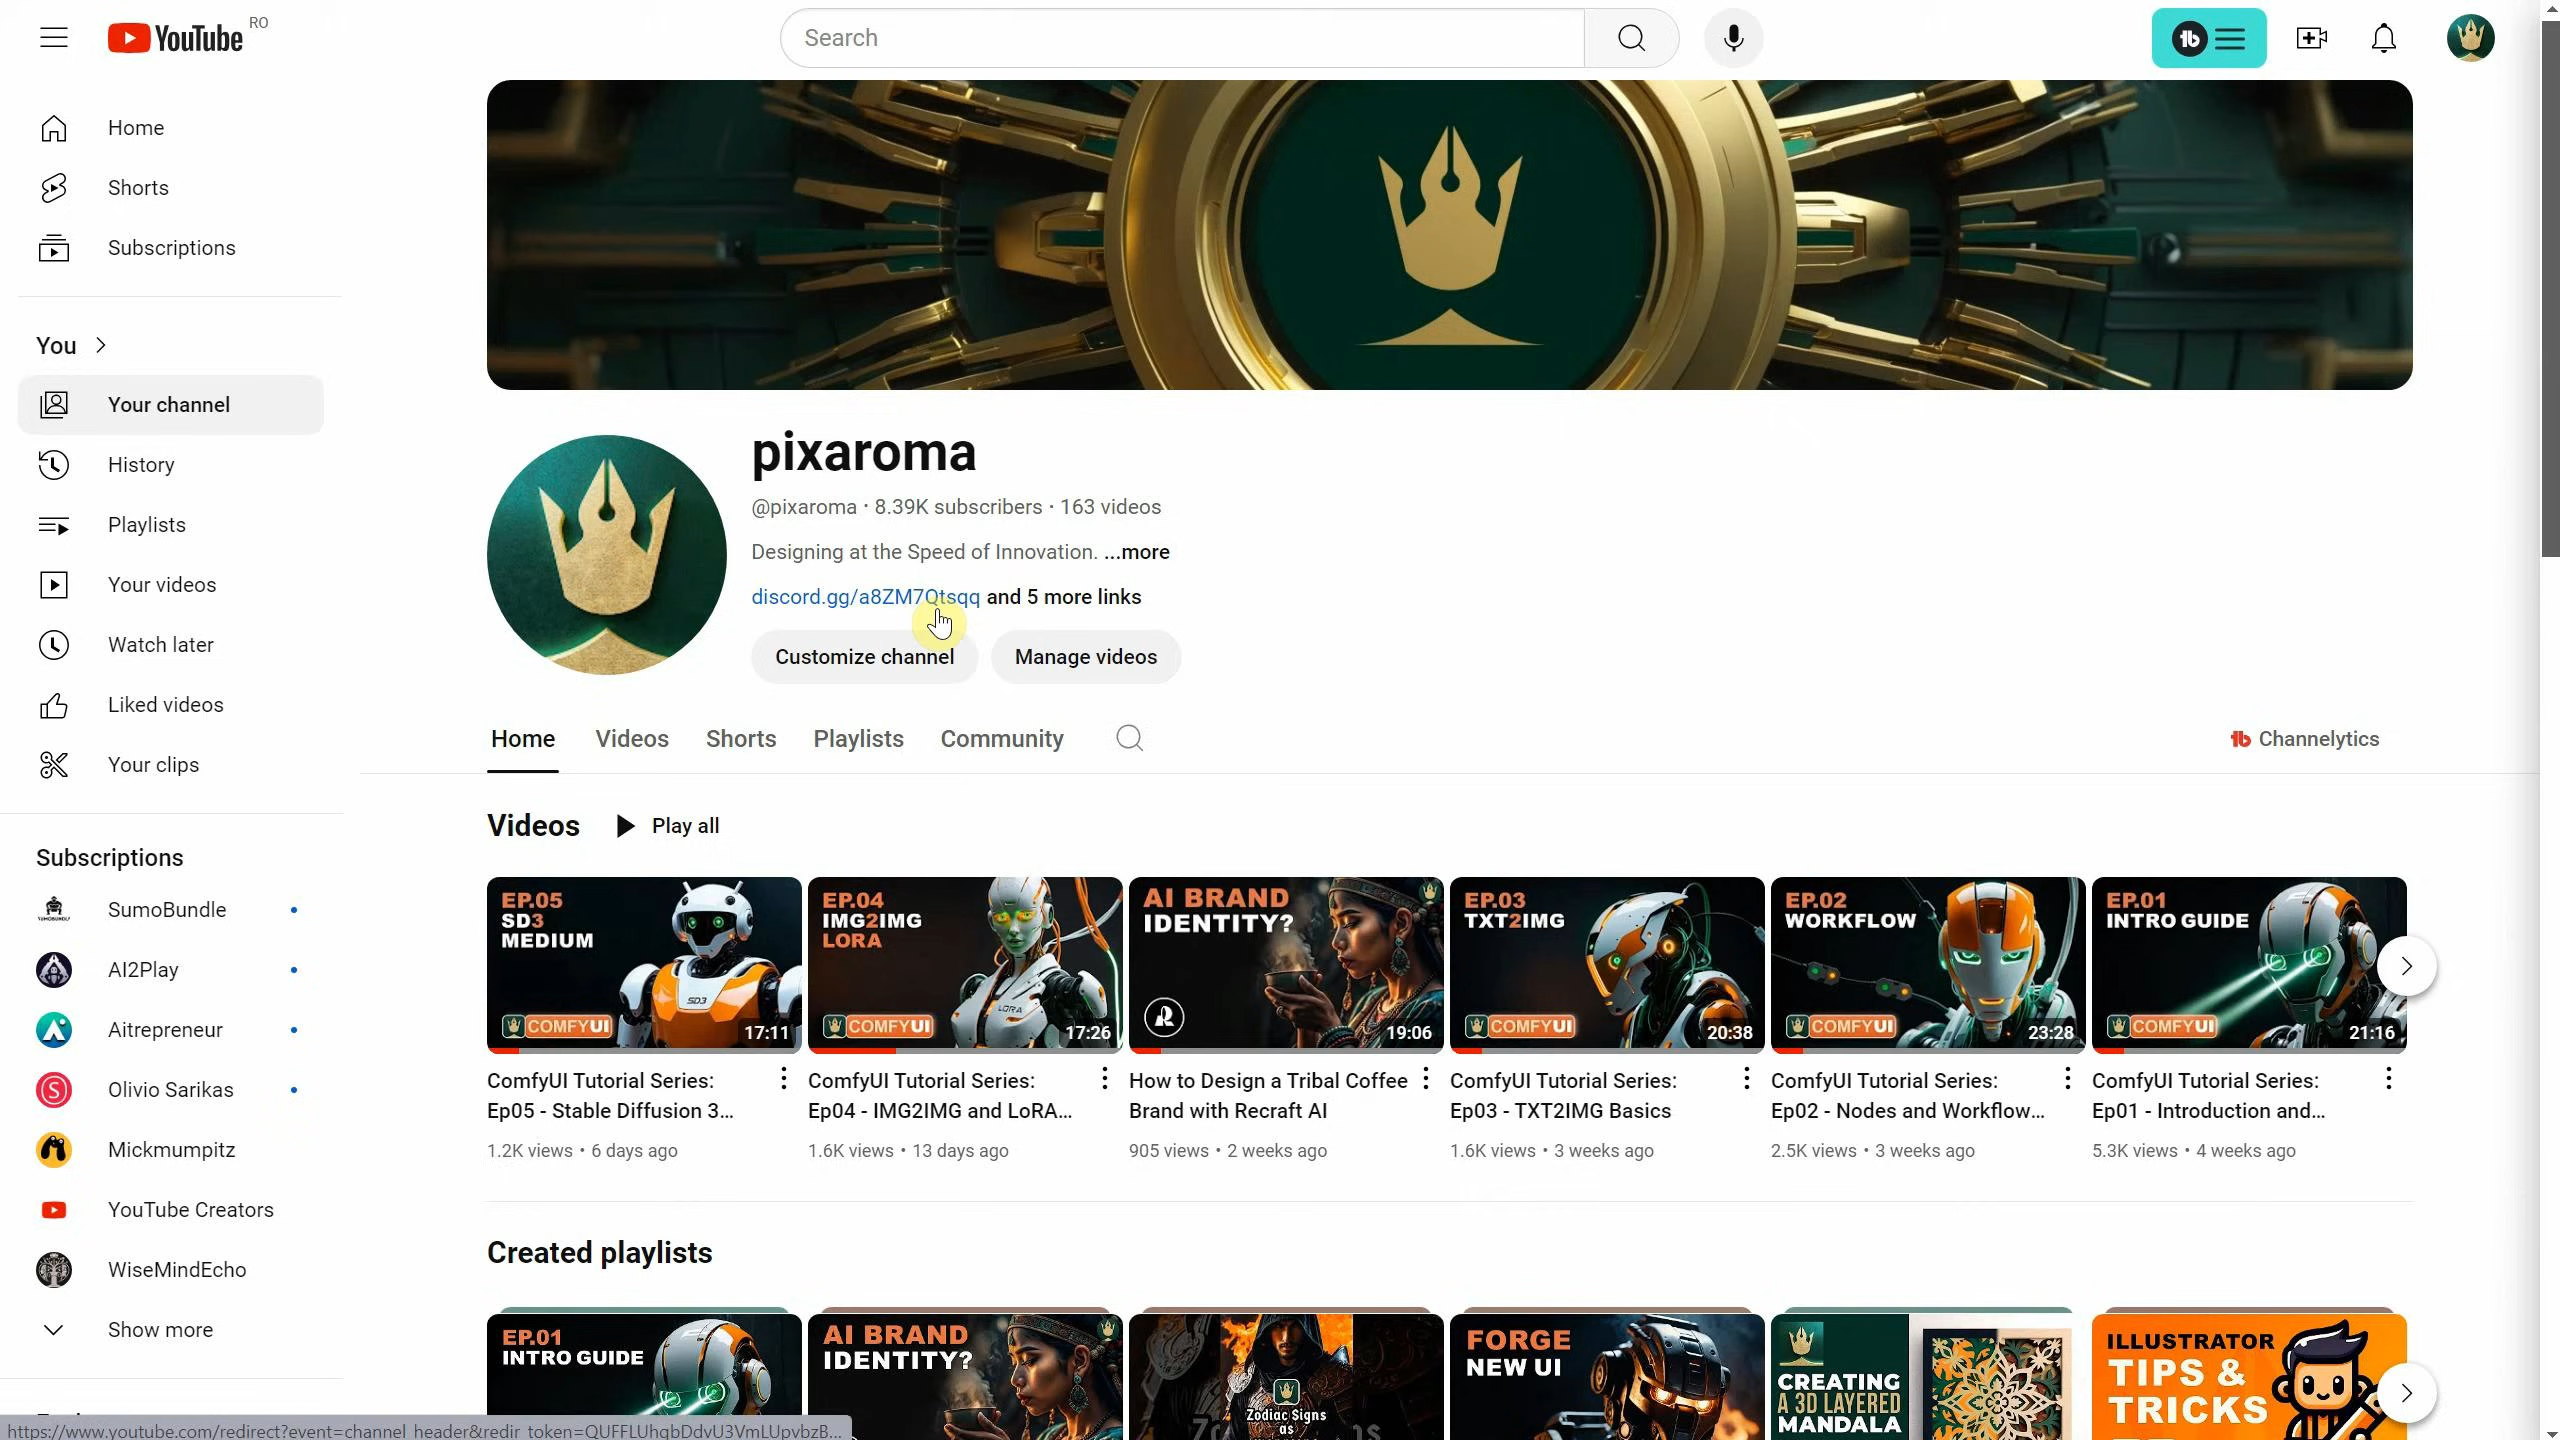 YouTube RO
Search
Home
Shorts
Subscriptions
You
Your channel
History
Playlists
Your videos
Watch later
Liked videos
Your clips
Subscriptions
SumoBundle
AI2Play
Aitrepreneur
Olivio Sarikas
Mickmumpitz
YouTube Creators
WiseMindEcho
Show more
pixaroma
@pixaroma • 8.39K subscribers • 163 videos
Designing at the Speed of Innovation. ...more
discord.gg/a8ZM7Qtsqq and 5 more links
Customize channel
Manage videos
Home
Videos
Shorts
Playlists
Community
Channelytics
Videos
Play all
EP.05
SD3
MEDIUM
SD3
COMFYUI
17:11
ComfyUI Tutorial Series:
Ep05 - Stable Diffusion 3...
1.2K views • 6 days ago
EP.04
IMG2IMG
LORA
LORA
COMFYUI
17:26
ComfyUI Tutorial Series:
Ep04 - IMG2IMG and LoRA...
1.6K views • 13 days ago
AI BRAND
IDENTITY?
19:06
How to Design a Tribal Coffee
Brand with Recraft AI
905 views • 2 weeks ago
EP.03
TXT2IMG
COMFYUI
20:38
ComfyUI Tutorial Series:
Ep03 - TXT2IMG Basics
1.6K views • 3 weeks ago
EP.02
WORKFLOW
COMFYUI
23:28
ComfyUI Tutorial Series:
Ep02 - Nodes and Workflow...
2.5K views • 3 weeks ago
EP.01
INTRO GUIDE
COMFYUI
21:16
ComfyUI Tutorial Series:
Ep01 - Introduction and...
5.3K views • 4 weeks ago
Created playlists
EP.01
INTRO GUIDE
AI BRAND
IDENTITY?
Zodiac Signs
as
FORGE
NEW UI
CREATING
A 3D LAYERED
MANDALA
ILLUSTRATOR
TIPS &
TRICKS
https://www.youtube.com/redirect?event=channel_header&redir_token=QUFFLUhqbDdvU3VmLUpvbzB...